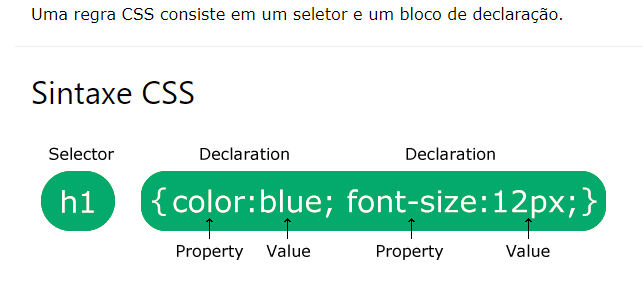 Uma regra CSS consiste em um seletor e um bloco de declaração.
Sintaxe CSS
Selector Declaration Declaration
h1 {color:blue; font-size:12px;}
Property Value Property Value